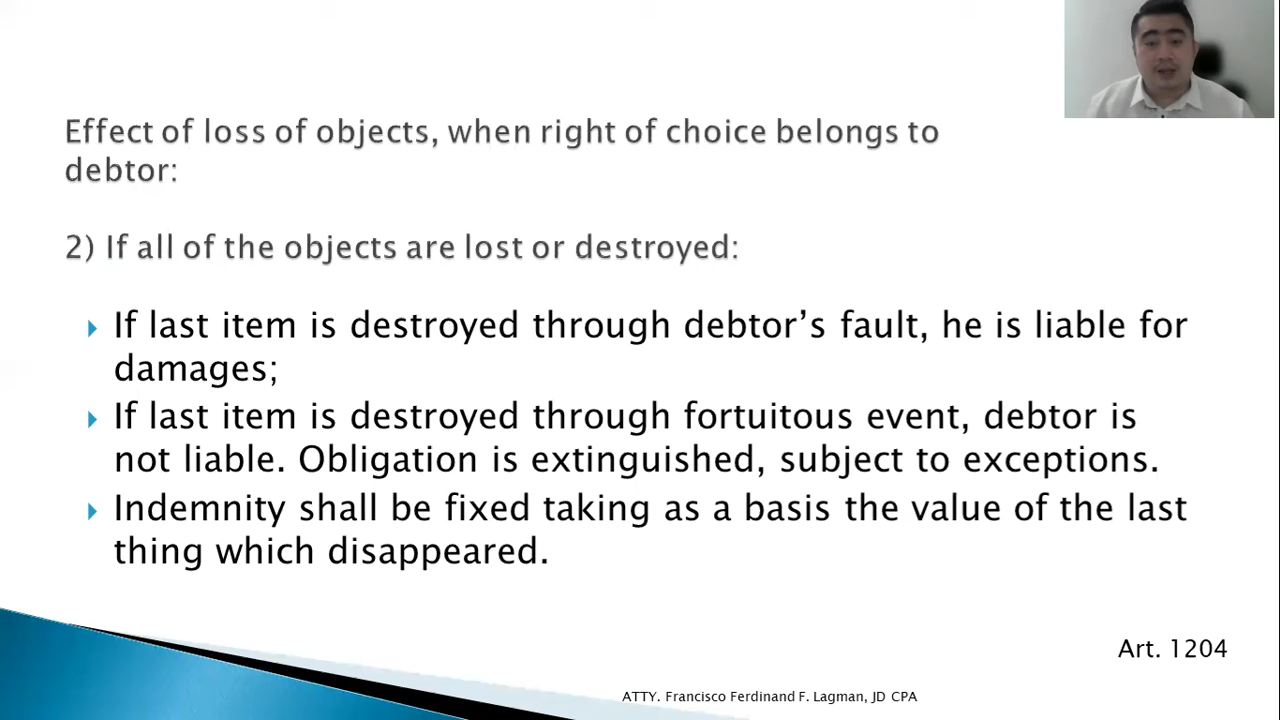 Effect of loss of objects, when right of choice belongs to
debtor:
2) If all of the objects are lost or destroyed:
If last item is destroyed through debtor’s fault, he is liable for
damages;
If last item is destroyed through fortuitous event, debtor is
not liable. Obligation is extinguished, subject to exceptions.
Indemnity shall be fixed taking as a basis the value of the last
thing which disappeared.
Art. 1204
ATTY. Francisco Ferdinand F. Lagman, JD CPA